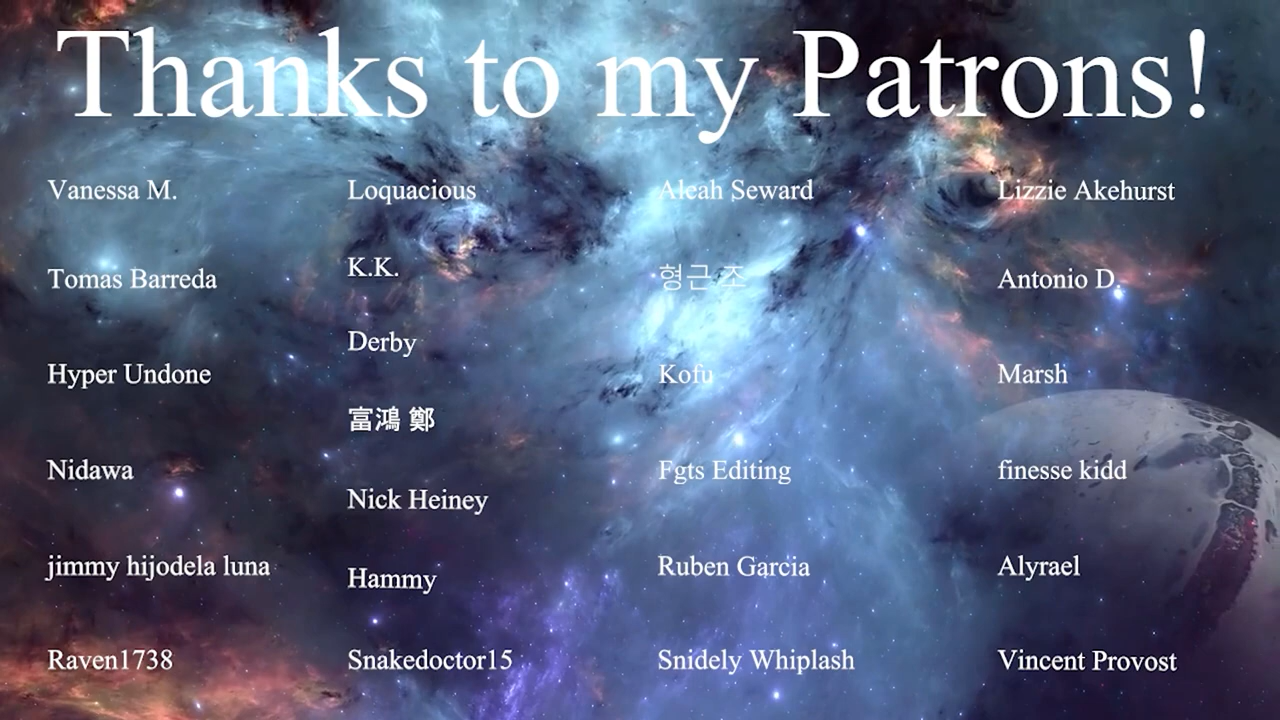 Thanks to my Patrons!
Vanessa M.
Tomas Barreda
Hyper Undone
Nidawa
jimmy hijodela luna
Raven1738
Loquacious
K.K.
Derby
富鴻 鄭
Nick Heiney
Hammy
Snakedoctor15
Aleah Seward
형근 조
Kofu
Fgts Editing
Ruben Garcia
Snidely Whiplash
Lizzie Akehurst
Antonio D.
Marsh
finesse kidd
Alyrael
Vincent Provost